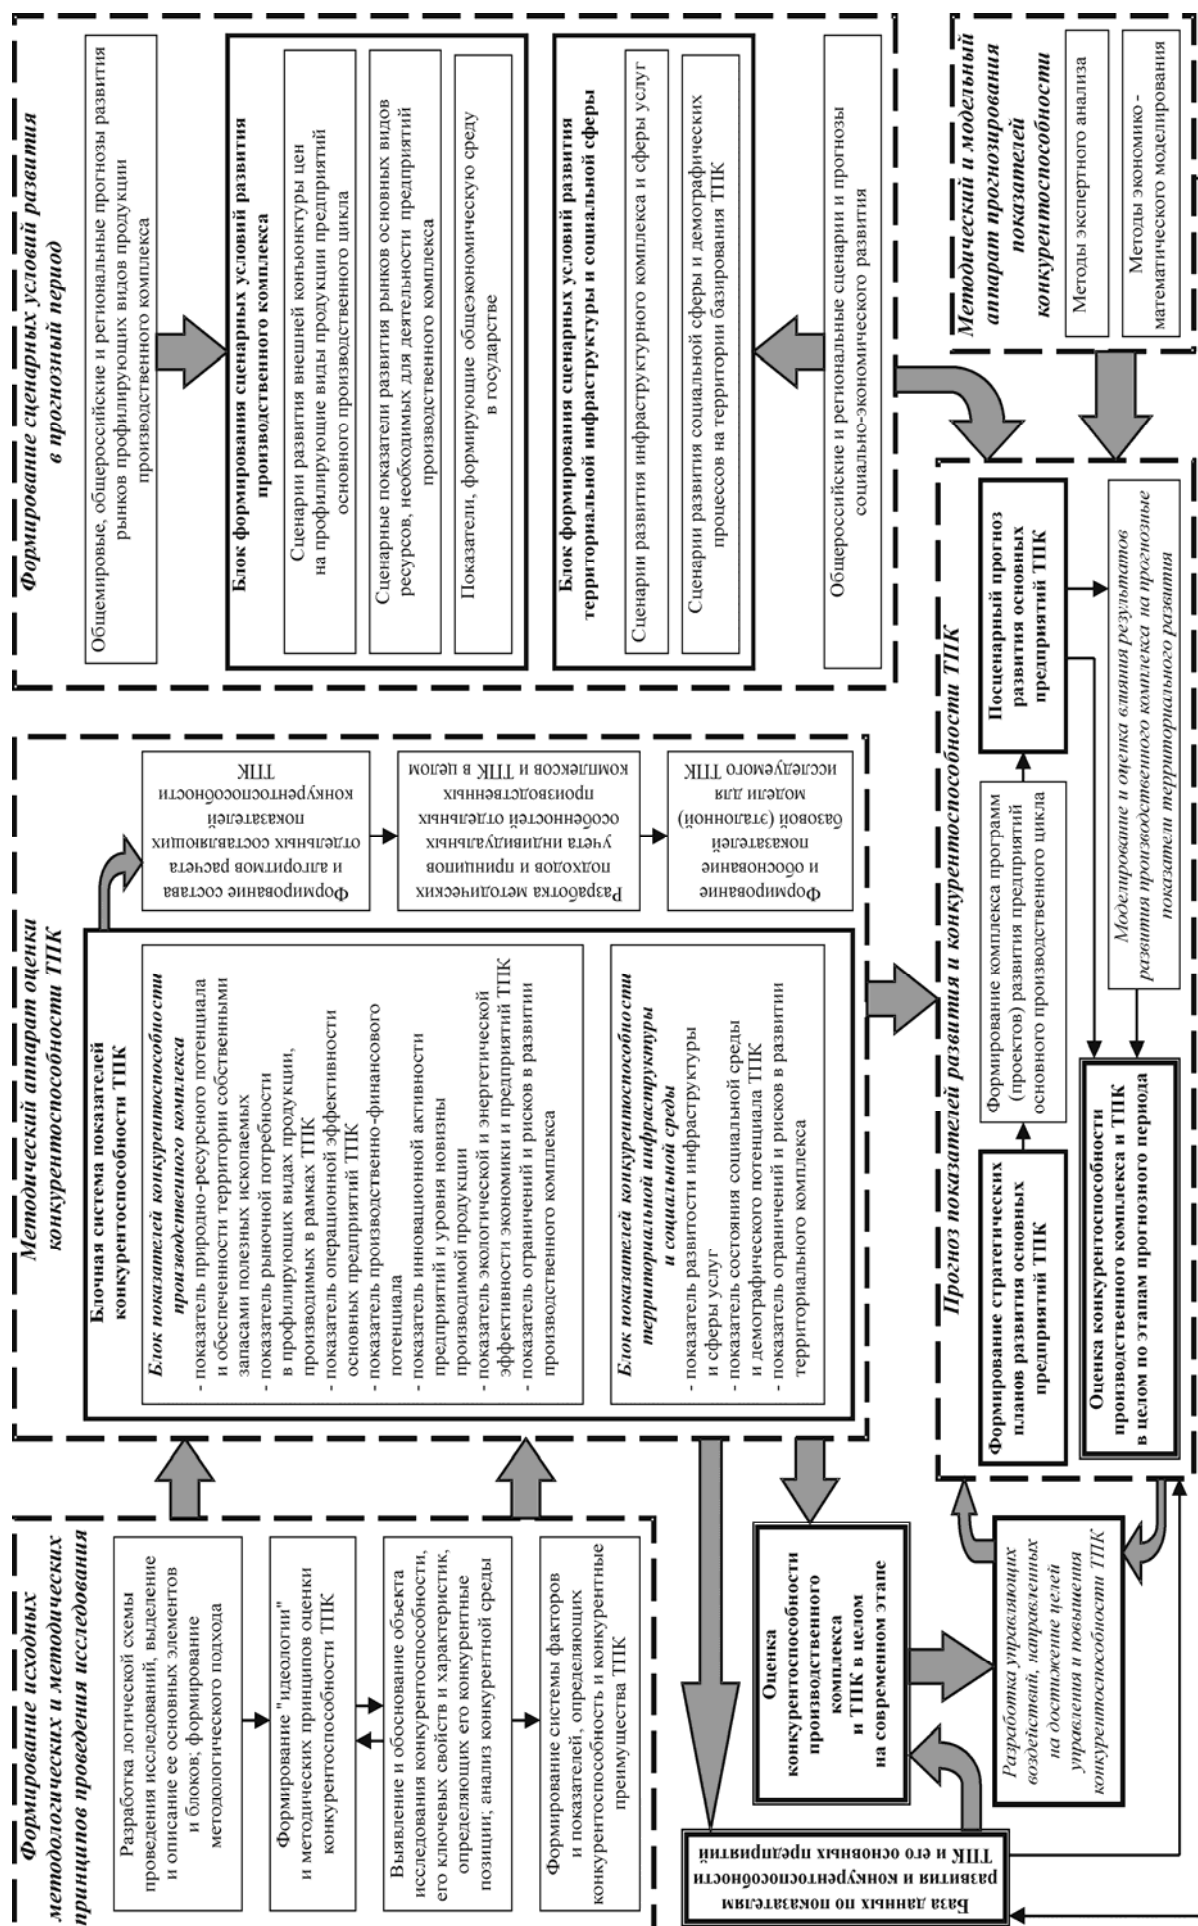 Формирование исходных
методологических и методических
принципов проведения исследования
Разработка логической схемы
проведения исследований, выделение
и описание ее основных элементов
и блоков; формирование
методологического подхода
Формирование "идеологии"
и методических принципов оценки
конкурентоспособности ТПК
Выявление и обоснование объекта
исследования конкурентоспособности,
его ключевых свойств и характеристик,
определяющих его конкурентные
позиции; анализ конкурентной среды
Формирование системы факторов
и показателей, определяющих
конкурентоспособность и конкурентные
преимущества ТПК
Методический аппарат оценки
конкурентоспособности ТПК
Блочная система показателей
конкурентоспособности ТПК
Блок показателей конкурентоспособности
производственного комплекса
- показатель природно-ресурсного потенциала
и обеспеченности территории собственными
запасами полезных ископаемых
- показатель рыночной потребности
в профилирующих видах продукции,
производимых в рамках ТПК
- показатель операционной эффективности
основных предприятий ТПК
- показатель производственно-финансового
потенциала
- показатель инновационной активности
предприятий и уровня новизны
производимой продукции
- показатель экологической и энергетической
эффективности экономики и предприятий ТПК
- показатель ограничений и рисков в развитии
производственного комплекса
Блок показателей конкурентоспособности
территориальной инфраструктуры
и социальной среды
- показатель развитости инфраструктуры
и сферы услуг
- показатель состояния социальной среды
и демографического потенциала ТПК
- показатель ограничений и рисков в развитии
территориального комплекса
Формирование состава
и алгоритмов расчета
отдельных составляющих
показателей
конкурентоспособности
ТПК
Разработка методических
подходов и принципов
учета индивидуальных
особенностей отдельных
производственных
комплексов и ТПК в целом
Формирование
и обоснование
показателей
базовой (эталонной)
модели для
исследуемого ТПК
Формирование сценарных условий развития
в прогнозный период
Общемировые, общероссийские и региональные прогнозы развития
рынков профилирующих видов продукции
производственного комплекса
Блок формирования сценарных условий развития
производственного комплекса
Сценарии развития внешней конъюнктуры цен
на профилирующие виды продукции предприятий
основного производственного цикла
Сценарные показатели развития рынков основных видов
ресурсов, необходимых для деятельности предприятий
производственного комплекса
Показатели, формирующие общеэкономическую среду
в государстве
Блок формирования сценарных условий развития
территориальной инфраструктуры и социальной сферы
Сценарии развития инфраструктурного комплекса и сферы услуг
Сценарии развития социальной сферы и демографических
процессов на территории базирования ТПК
Общероссийские и региональные сценарии и прогнозы
социально-экономического развития
База данных по показателям
развития и конкурентоспособности
ТПК и его основных предприятий
Оценка
конкурентоспособности
производственного
комплекса
и ТПК в целом
на современном этапе
Разработка управляющих
воздействий, направленных
на достижение целей
управления и повышения
конкурентоспособности ТПК
Прогноз показателей развития и конкурентоспособности ТПК
Формирование стратегических
планов развития основных
предприятий ТПК
Формирование комплекса программ
(проектов) развития предприятий
основного производственного цикла
Посценарный прогноз
развития основных
предприятий ТПК
Оценка конкурентоспособности
производственного комплекса и ТПК
в целом по этапам прогнозного периода
Моделирование и оценка влияния результатов
развития производственного комплекса на прогнозные
показатели территориального развития
Методический и модельный
аппарат прогнозирования
показателей
конкурентоспособности
Методы экспертного анализа
Методы экономико -
математического моделирования